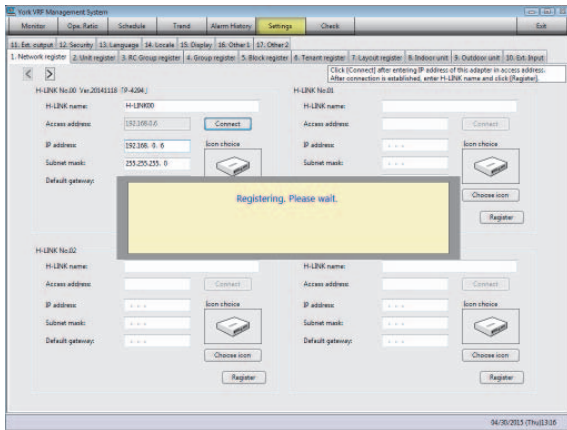 York VRF Management System
Monitor Ope. Ratio Schedule Trend Alarm History Settings Check Exit
11. Ext. output 12. Security 13. Language 14. Locale 15. Display 16. Other1 17. Other2
1. Network register 2. Unit register 3. RC Group register 4. Group register 5. Block register 6. Tenant register 7. Layout register 8. Indoor unit 9. Outdoor unit 10. Ext. Input
Click [Connect] after entering IP address of this adapter in access address.
After connection is established, enter H-LINK name and click [Register].
< >
H-LINK No.00 Ver.20141118 H-LINK No.01
H-LINK name: H-LINK00 H-LINK name:
Access address: 192.168.0.6 Connect Access address: Connect
IP address: 192.168. 0. 6 Icon choice IP address: . . . Icon choice
Subnet mask: 255.255.255. 0 Subnet mask: . . .
Default gateway:
Choose icon
Registering. Please wait.
Register
H-LINK No.02
H-LINK name: H-LINK name:
Access address: Connect Access address: Connect
IP address: . . . Icon choice IP address: . . . Icon choice
Subnet mask: . . . Subnet mask: . . .
Default gateway: . . . Default gateway: . . .
Choose icon Choose icon
Register Register
04/30/2015 (Thu)13:16